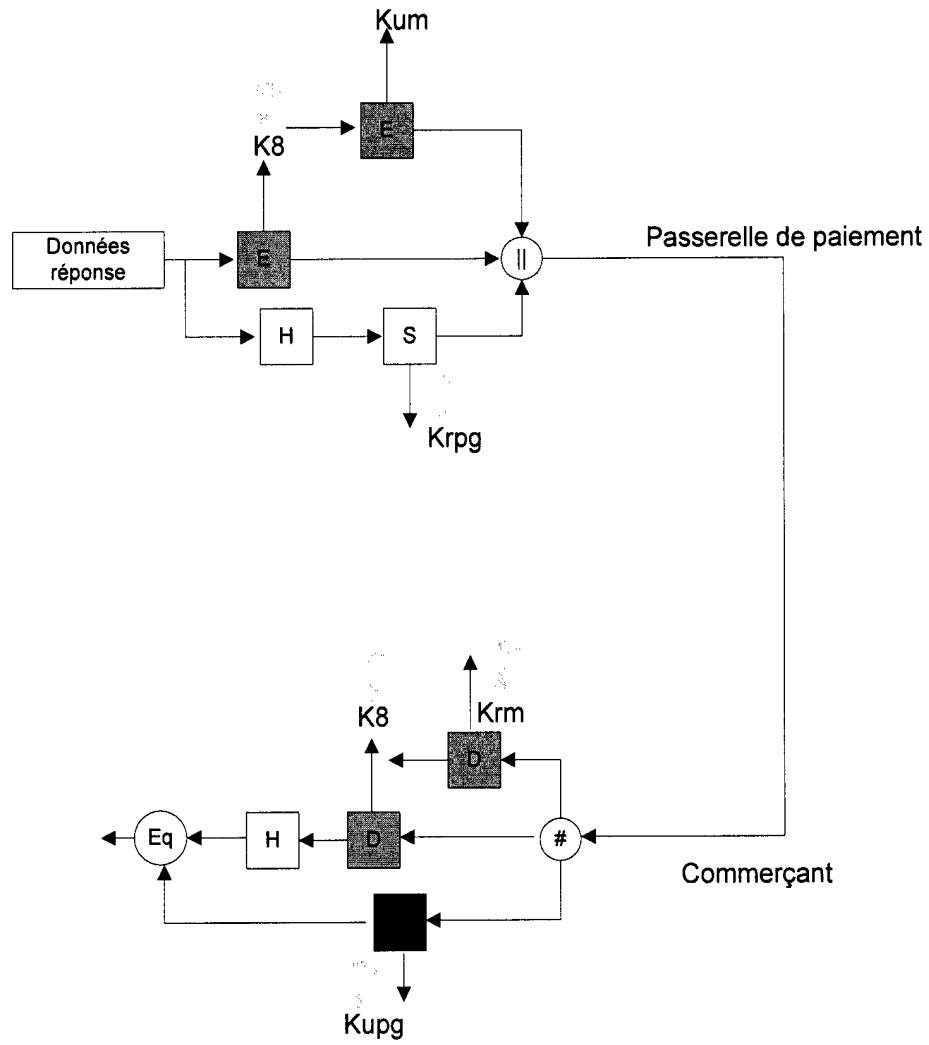 Kum
E
K8
Données
réponse
E
||
Passerelle de paiement
H
S
Krpg
K8
Krm
D
Eq
H
D
#
Commerçant
Kupg